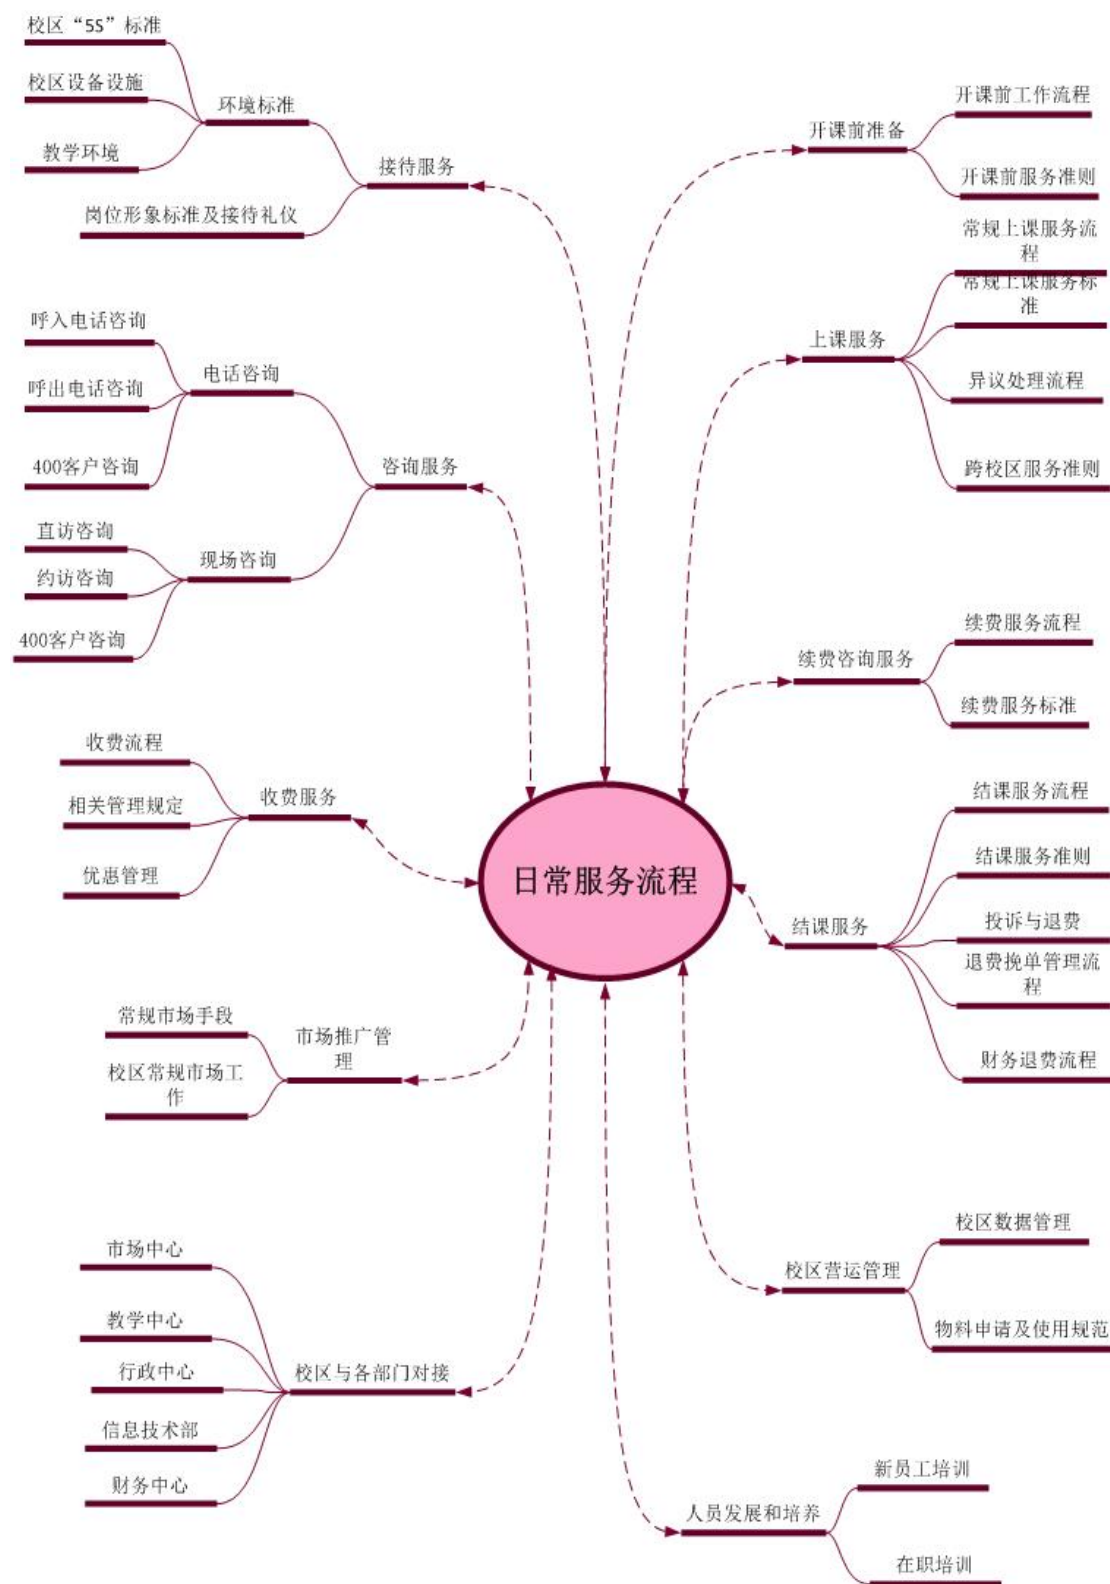 校区“5S”标准
校区设备设施
教学环境
环境标准
岗位形象标准及接待礼仪
接待服务
呼入电话咨询
呼出电话咨询
400客户咨询
电话咨询
直访咨询
约访咨询
400客户咨询
现场咨询
咨询服务
收费流程
相关管理规定
优惠管理
收费服务
常规市场手段
校区常规市场工
作
市场推广管
理
市场中心
教学中心
行政中心
信息技术部
财务中心
校区与各部门对接
日常服务流程
开课前准备
开课前工作流程
开课前服务准则
上课服务
常规上课服务流
程
常规上课服务标
准
异议处理流程
跨校区服务准则
续费咨询服务
续费服务流程
续费服务标准
结课服务
结课服务流程
结课服务准则
投诉与退费
退费挽单管理流
程
财务退费流程
校区营运管理
校区数据管理
物料申请及使用规范
人员发展和培养
新员工培训
在职培训